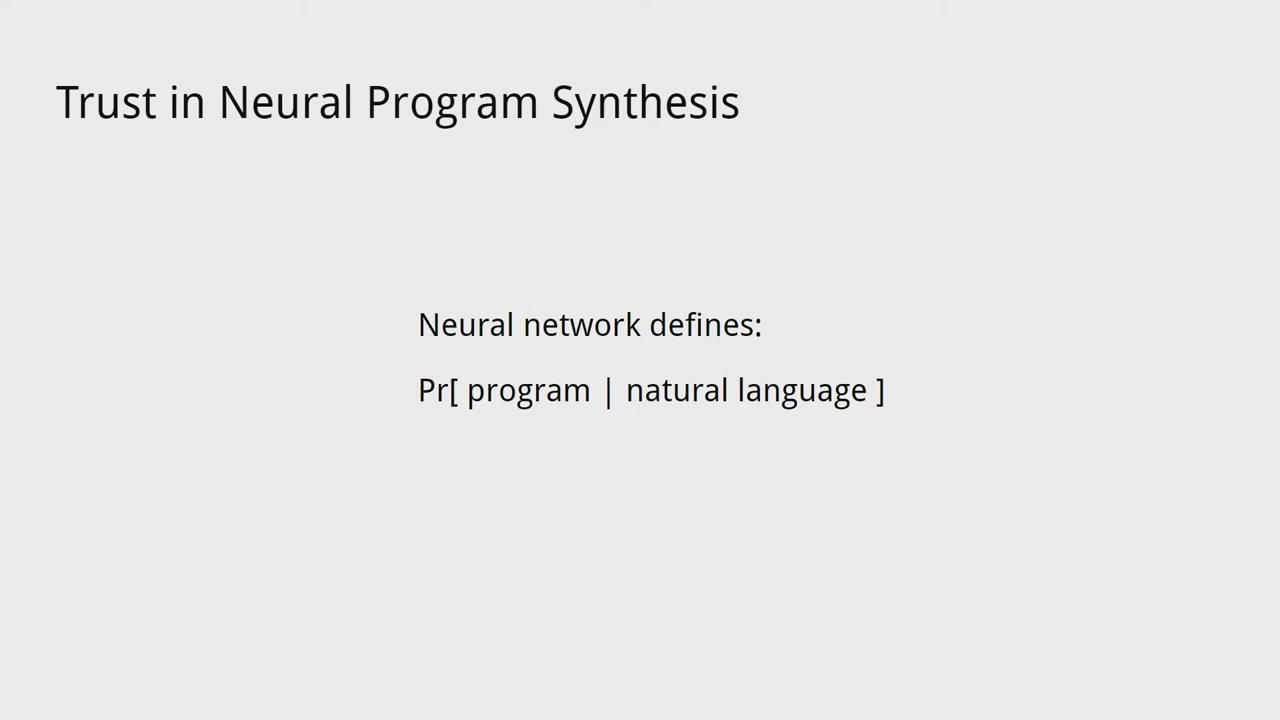 Trust in Neural Program Synthesis
Neural network defines:
Pr[ program | natural language ]